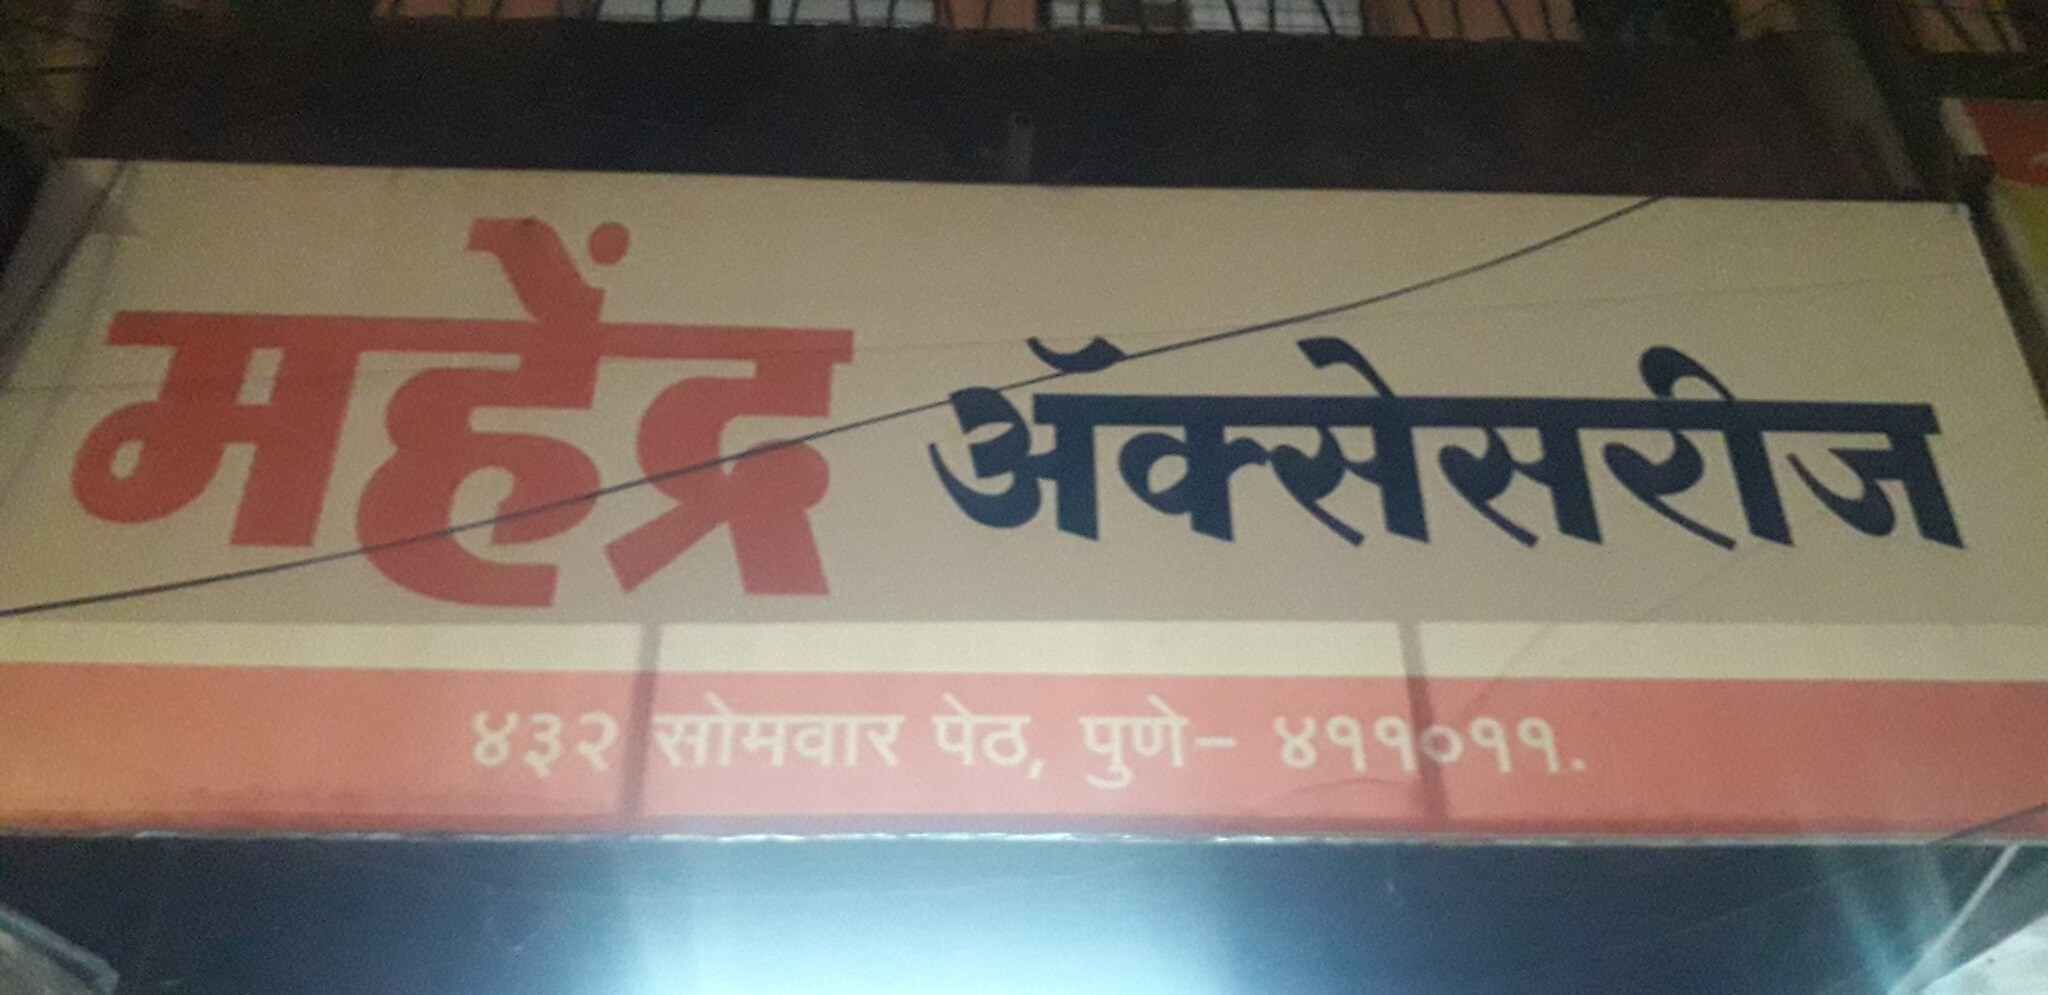 महेंद्र ॲक्सेसरीज
४३२ सोमवार पेठ, पुणे- ४११०११.